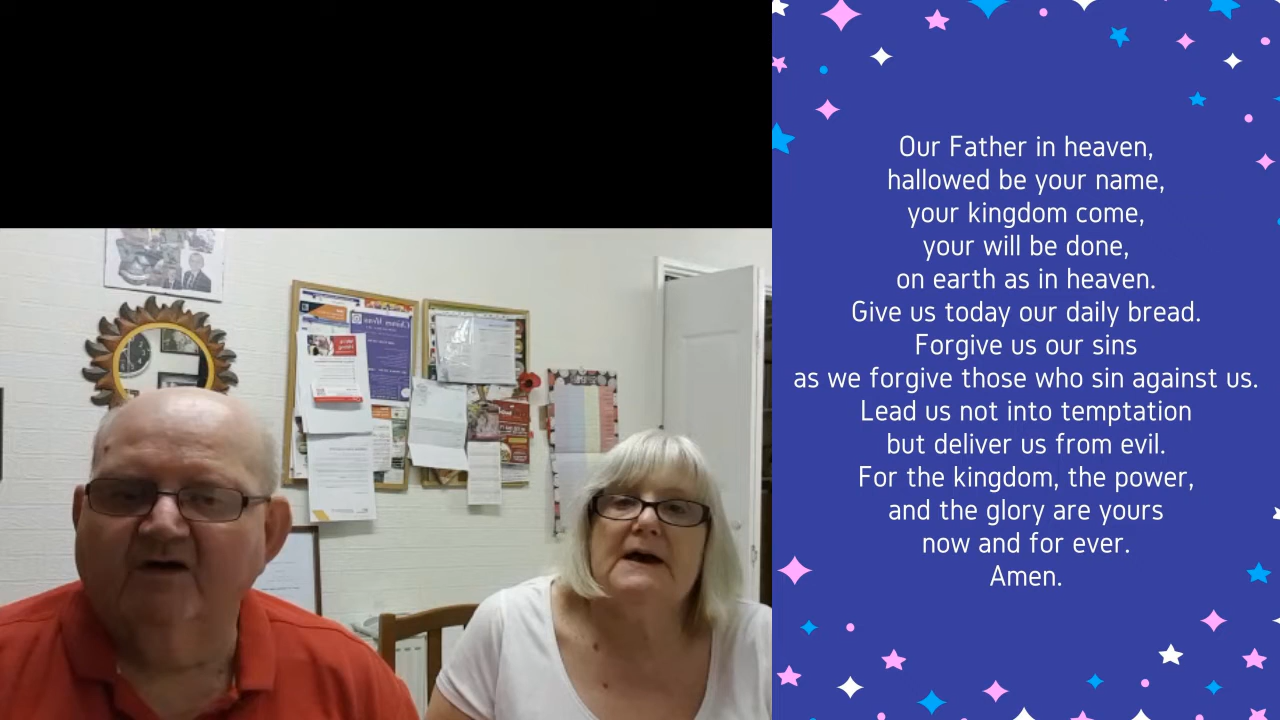 Our Father in heaven,
hallowed be your name,
your kingdom come,
your will be done,
on earth as in heaven.
Give us today our daily bread.
Forgive us our sins
as we forgive those who sin against us.
Lead us not into temptation
but deliver us from evil.
For the kingdom, the power,
and the glory are yours
now and for ever.
Amen.